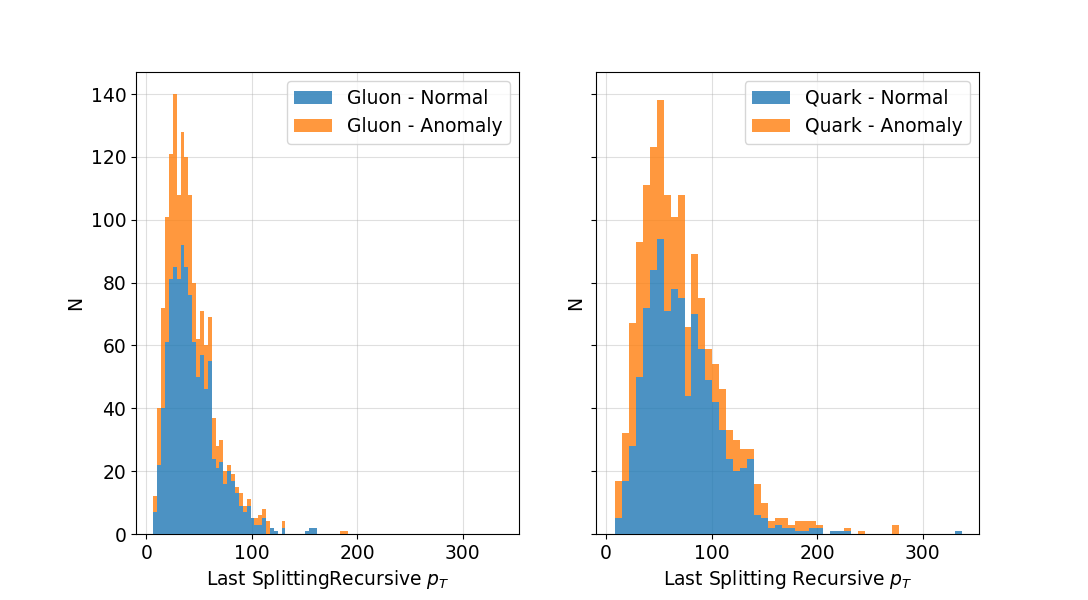 140
120
100
80
60
40
20
0
N
Gluon - Normal
Gluon - Anomaly
0 100 200 300
Last SplittingRecursive p_T
N
Quark - Normal
Quark - Anomaly
0 100 200 300
Last Splitting Recursive p_T